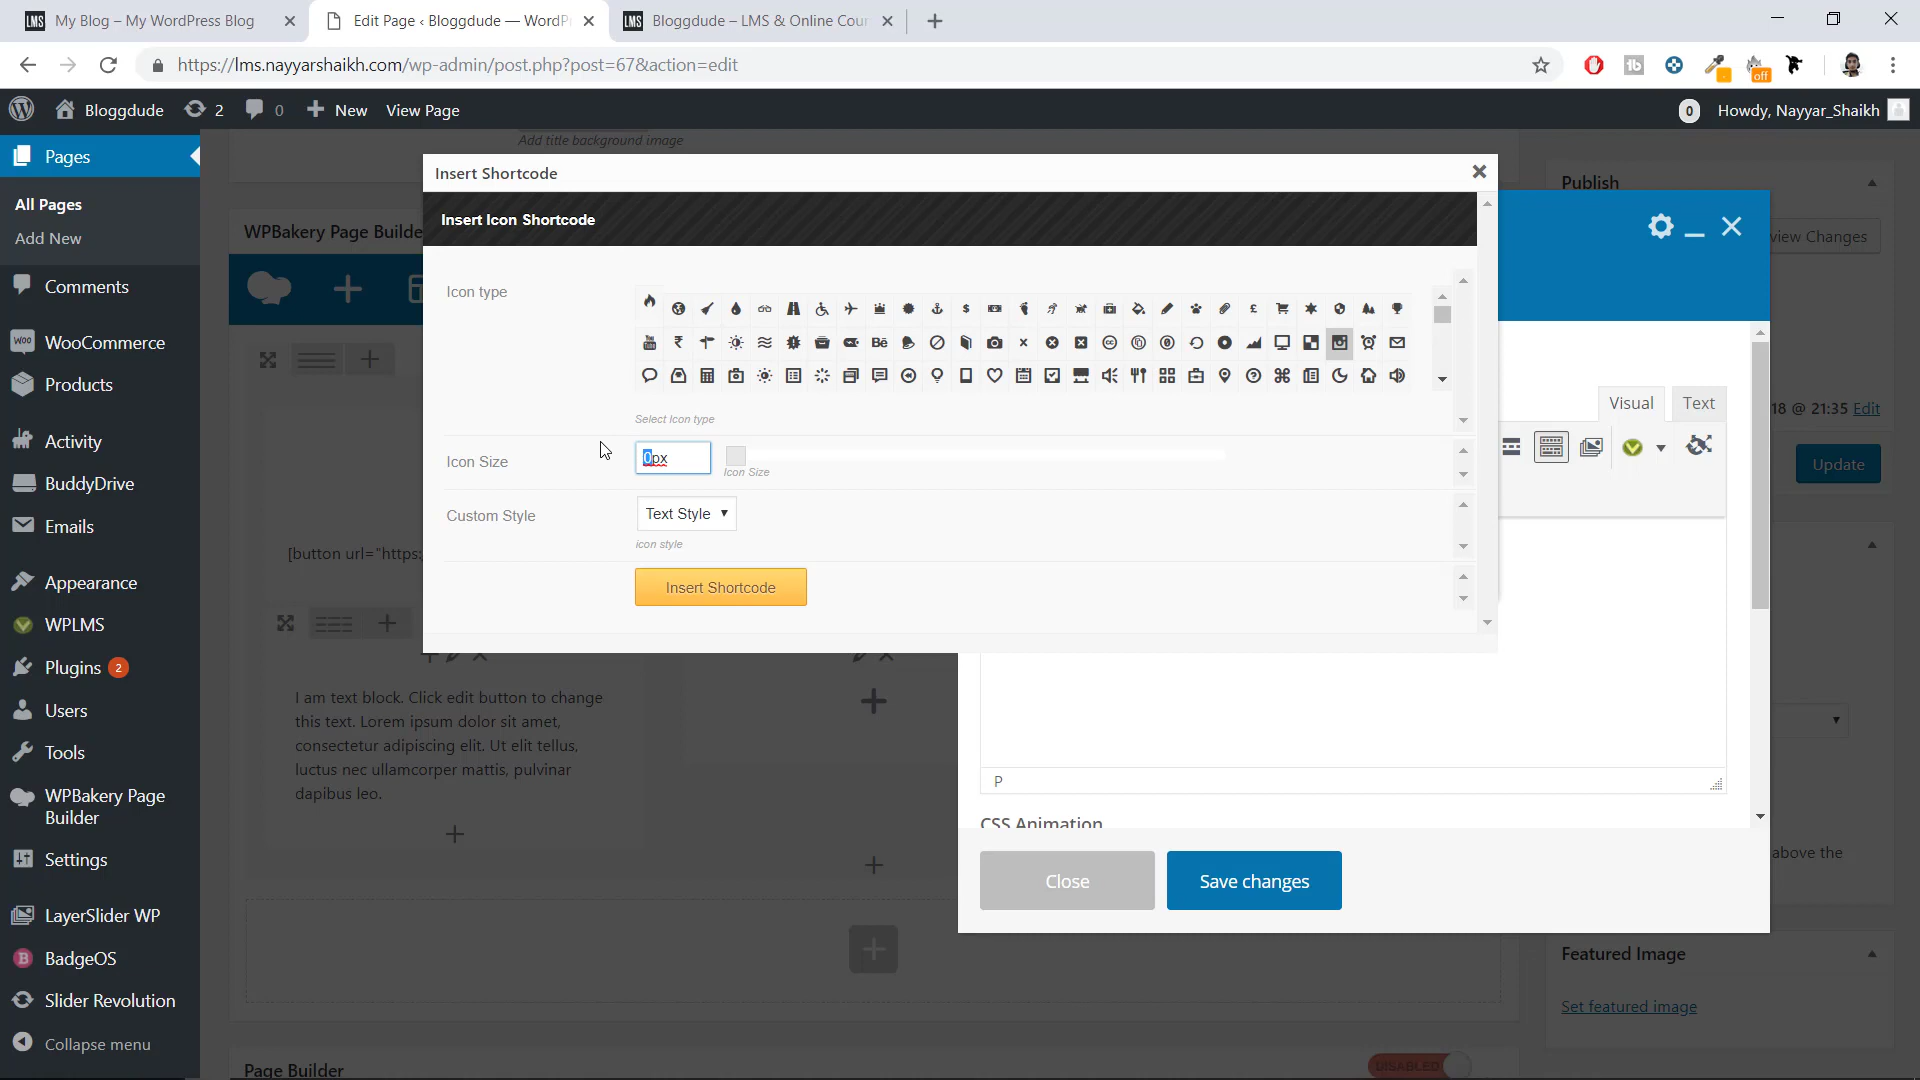 My Blog – My WordPress Blog
Edit Page ‹ Bloggdude — WordP
Bloggdude – LMS & Online Cour
https://lms.nayyarshaikh.com/wp-admin/post.php?post=67&action=edit
off
Bloggdude
2
0
New
View Page
0
Howdy, Nayyar_Shaikh
Pages
All Pages
Add New
Comments
WooCommerce
Products
Activity
BuddyDrive
Emails
Appearance
WPLMS
Plugins 2
Users
Tools
WPBakery Page
Builder
Settings
LayerSlider WP
BadgeOS
Slider Revolution
Collapse menu
Add title background image
WPBakery Page Builde
[button url="https:
I am text block. Click edit button to change
this text. Lorem ipsum dolor sit amet,
consectetur adipiscing elit. Ut elit tellus,
luctus nec ullamcorper mattis, pulvinar
dapibus leo.
Page Builder
DISABLED
Insert Shortcode
Insert Icon Shortcode
Icon type
Select Icon type
Icon Size
0px
Icon Size
Custom Style
Text Style
icon style
Insert Shortcode
Visual
Text
P
CSS Animation
Close
Save changes
Publish
view Changes
18 @ 21:35 Edit
Update
above the
Featured Image
Set featured image